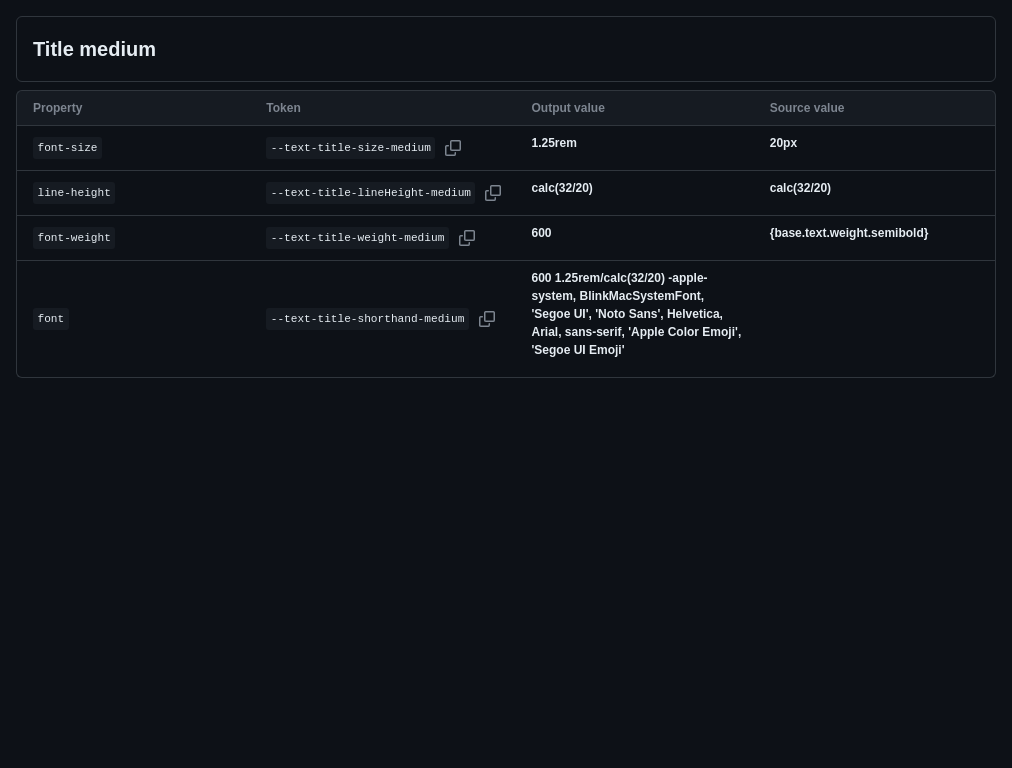 Title medium
Property Token Output value Source value
font-size --text-title-size-medium 1.25rem 20px
line-height --text-title-lineHeight-medium calc(32/20) calc(32/20)
font-weight --text-title-weight-medium 600 {base.text.weight.semibold}
font --text-title-shorthand-medium 600 1.25rem/calc(32/20) -apple-
system, BlinkMacSystemFont,
'Segoe UI', 'Noto Sans', Helvetica,
Arial, sans-serif, 'Apple Color Emoji',
'Segoe UI Emoji'